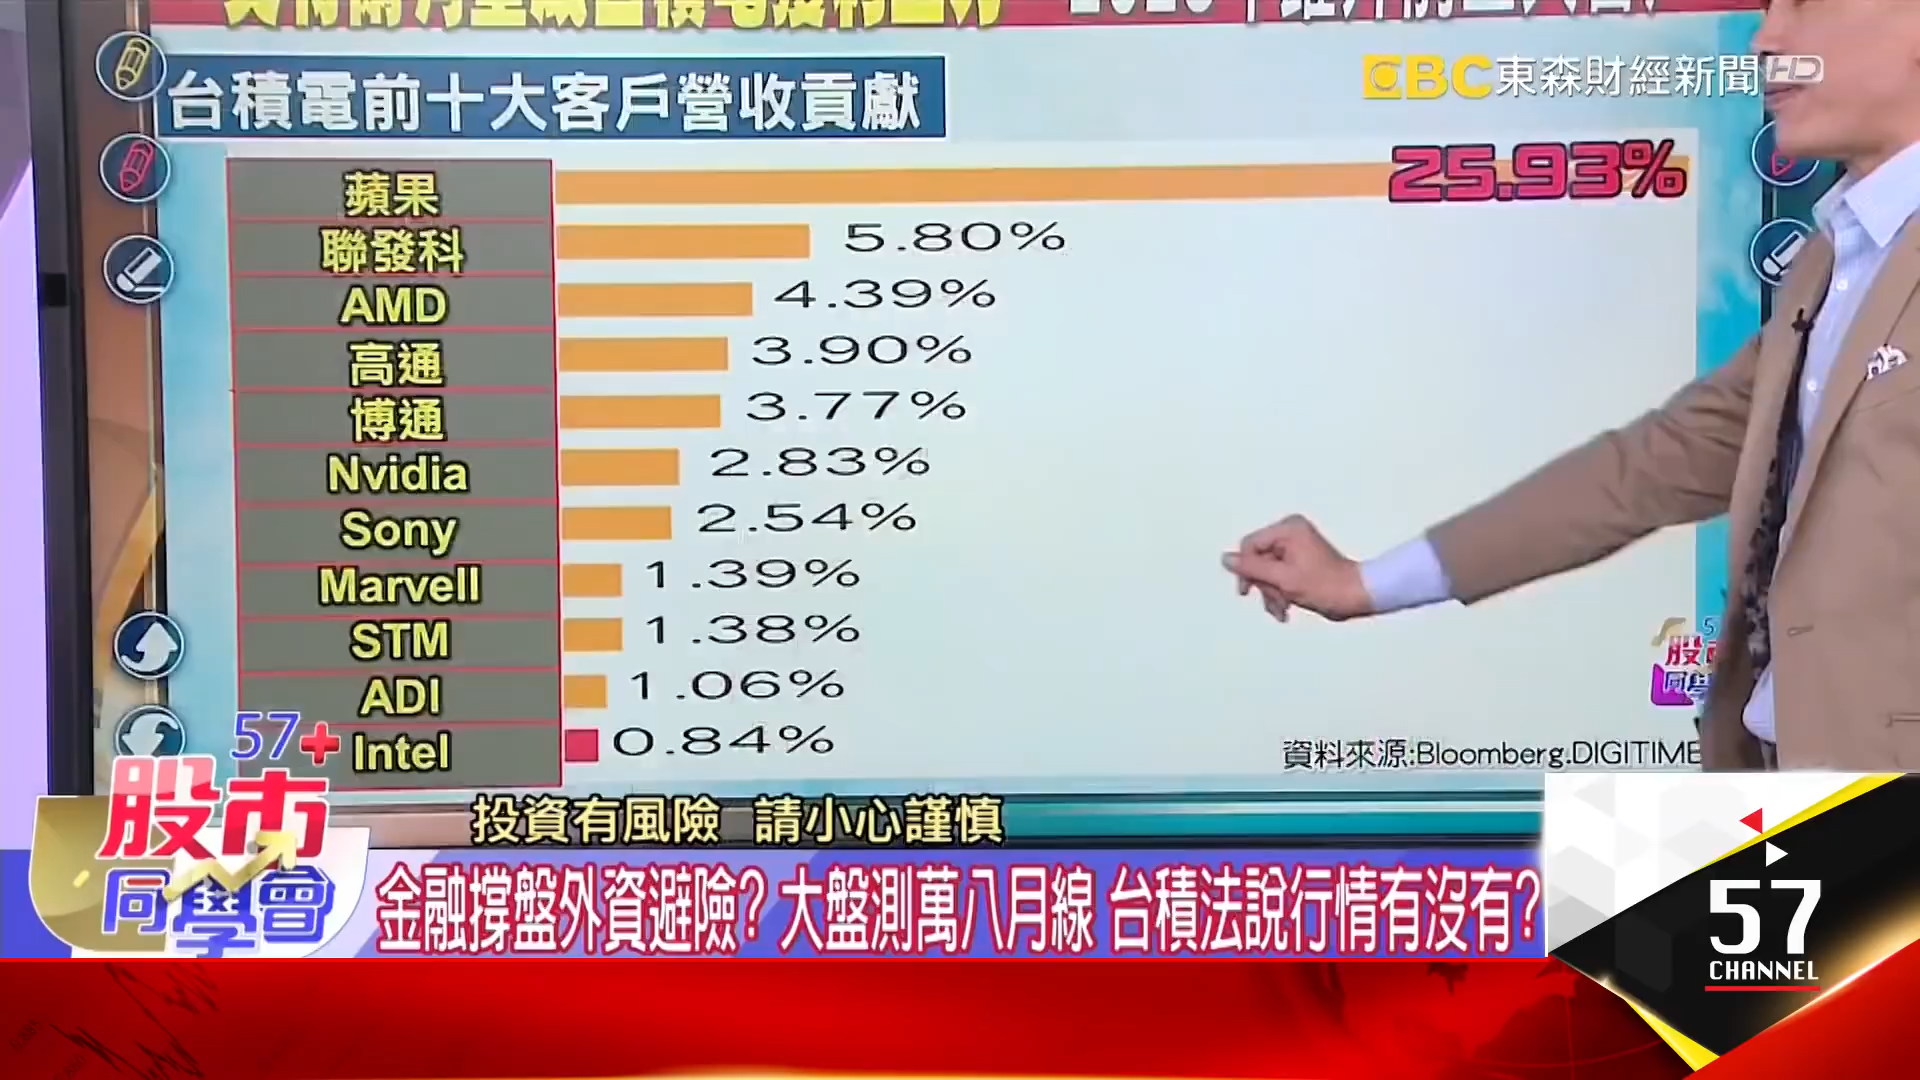 EBC 東森財經新聞 HD
台積電前十大客戶營收貢獻
蘋果 25.93%
聯發科 5.80%
AMD 4.39%
高通 3.90%
博通 3.77%
Nvidia 2.83%
Sony 2.54%
Marvell 1.39%
STM 1.38%
ADI 1.06%
Intel 0.84%
資料來源:Bloomberg.DIGITIME
57+
股市
同學會
投資有風險 請小心謹慎
金融撐盤外資避險? 大盤測萬八月線 台積法說行情有沒有?
57
CHANNEL